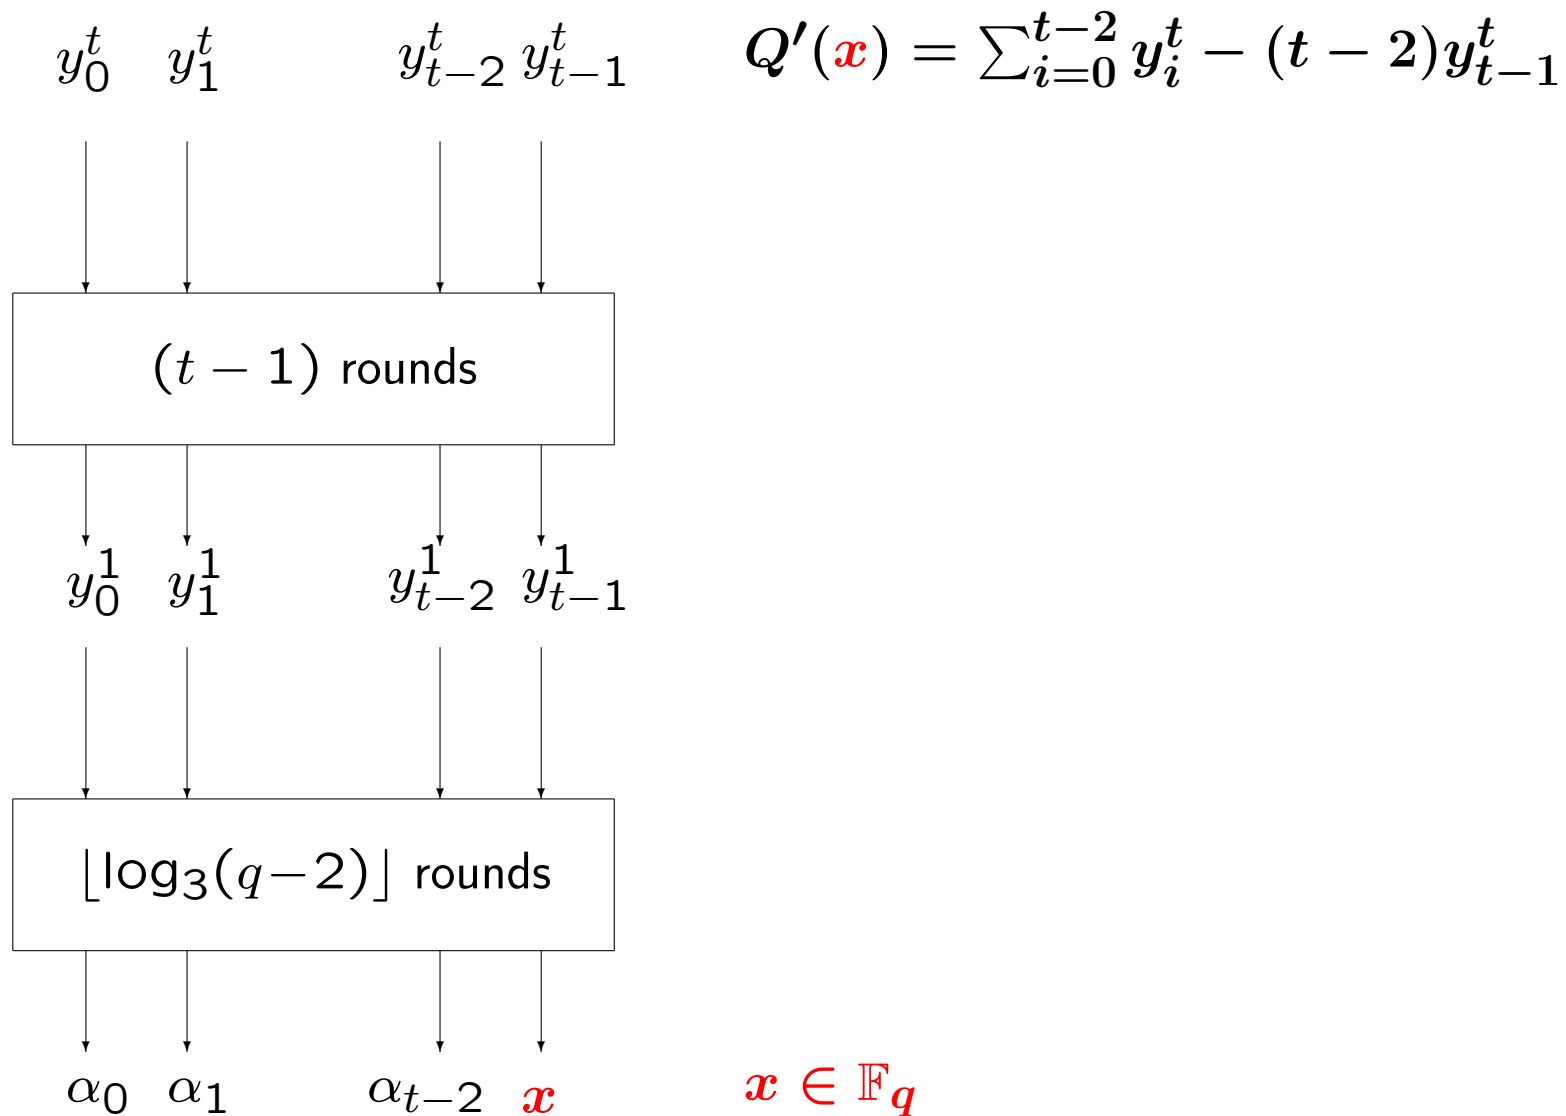 y_0^t y_1^t y_{t-2}^t y_{t-1}^t Q′(x) = ∑_{i=0}^{t−2} y_i^t − (t − 2)y_{t−1}^t
(t − 1) rounds
y_0^1 y_1^1 y_{t−2}^1 y_{t−1}^1
⌊log_3(q−2)⌋ rounds
α_0 α_1 α_{t−2} x x ∈ 𝔽_q